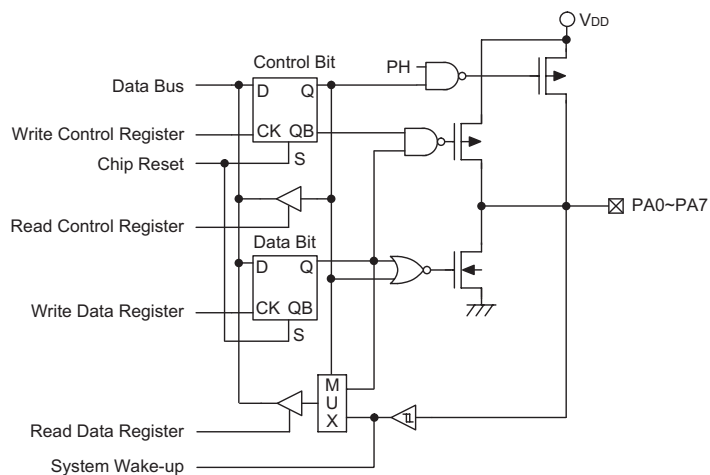 VDD
Control Bit
PH
Data Bus
D
Q
Write Control Register
CK
QB
Chip Reset
S
PA0~PA7
Read Control Register
Data Bit
D
Q
Write Data Register
CK
QB
S
M
U
X
Read Data Register
System Wake-up